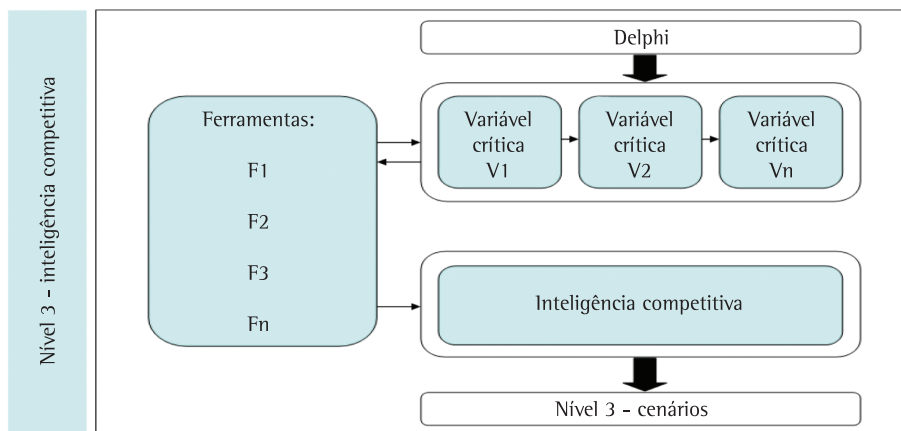 Nível 3 - inteligência competitiva
Delphi
Ferramentas:
F1
F2
F3
Fn
Variável
crítica
V1
Variável
crítica
V2
Variável
crítica
Vn
Inteligência competitiva
Nível 3 - cenários